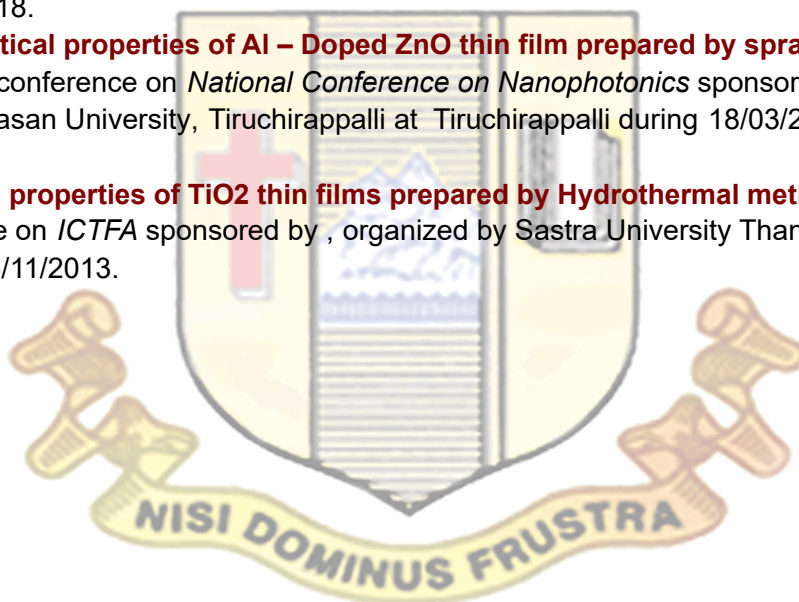 18.
tical properties of Al – Doped ZnO thin film prepared by spra
conference on National Conference on Nanophotonics sponsor
asan University, Tiruchirappalli at Tiruchirappalli during 18/03/2
properties of TiO2 thin films prepared by Hydrothermal met
e on ICTFA sponsored by , organized by Sastra University Than
/11/2013.
NISI DOMINUS FRUSTRA